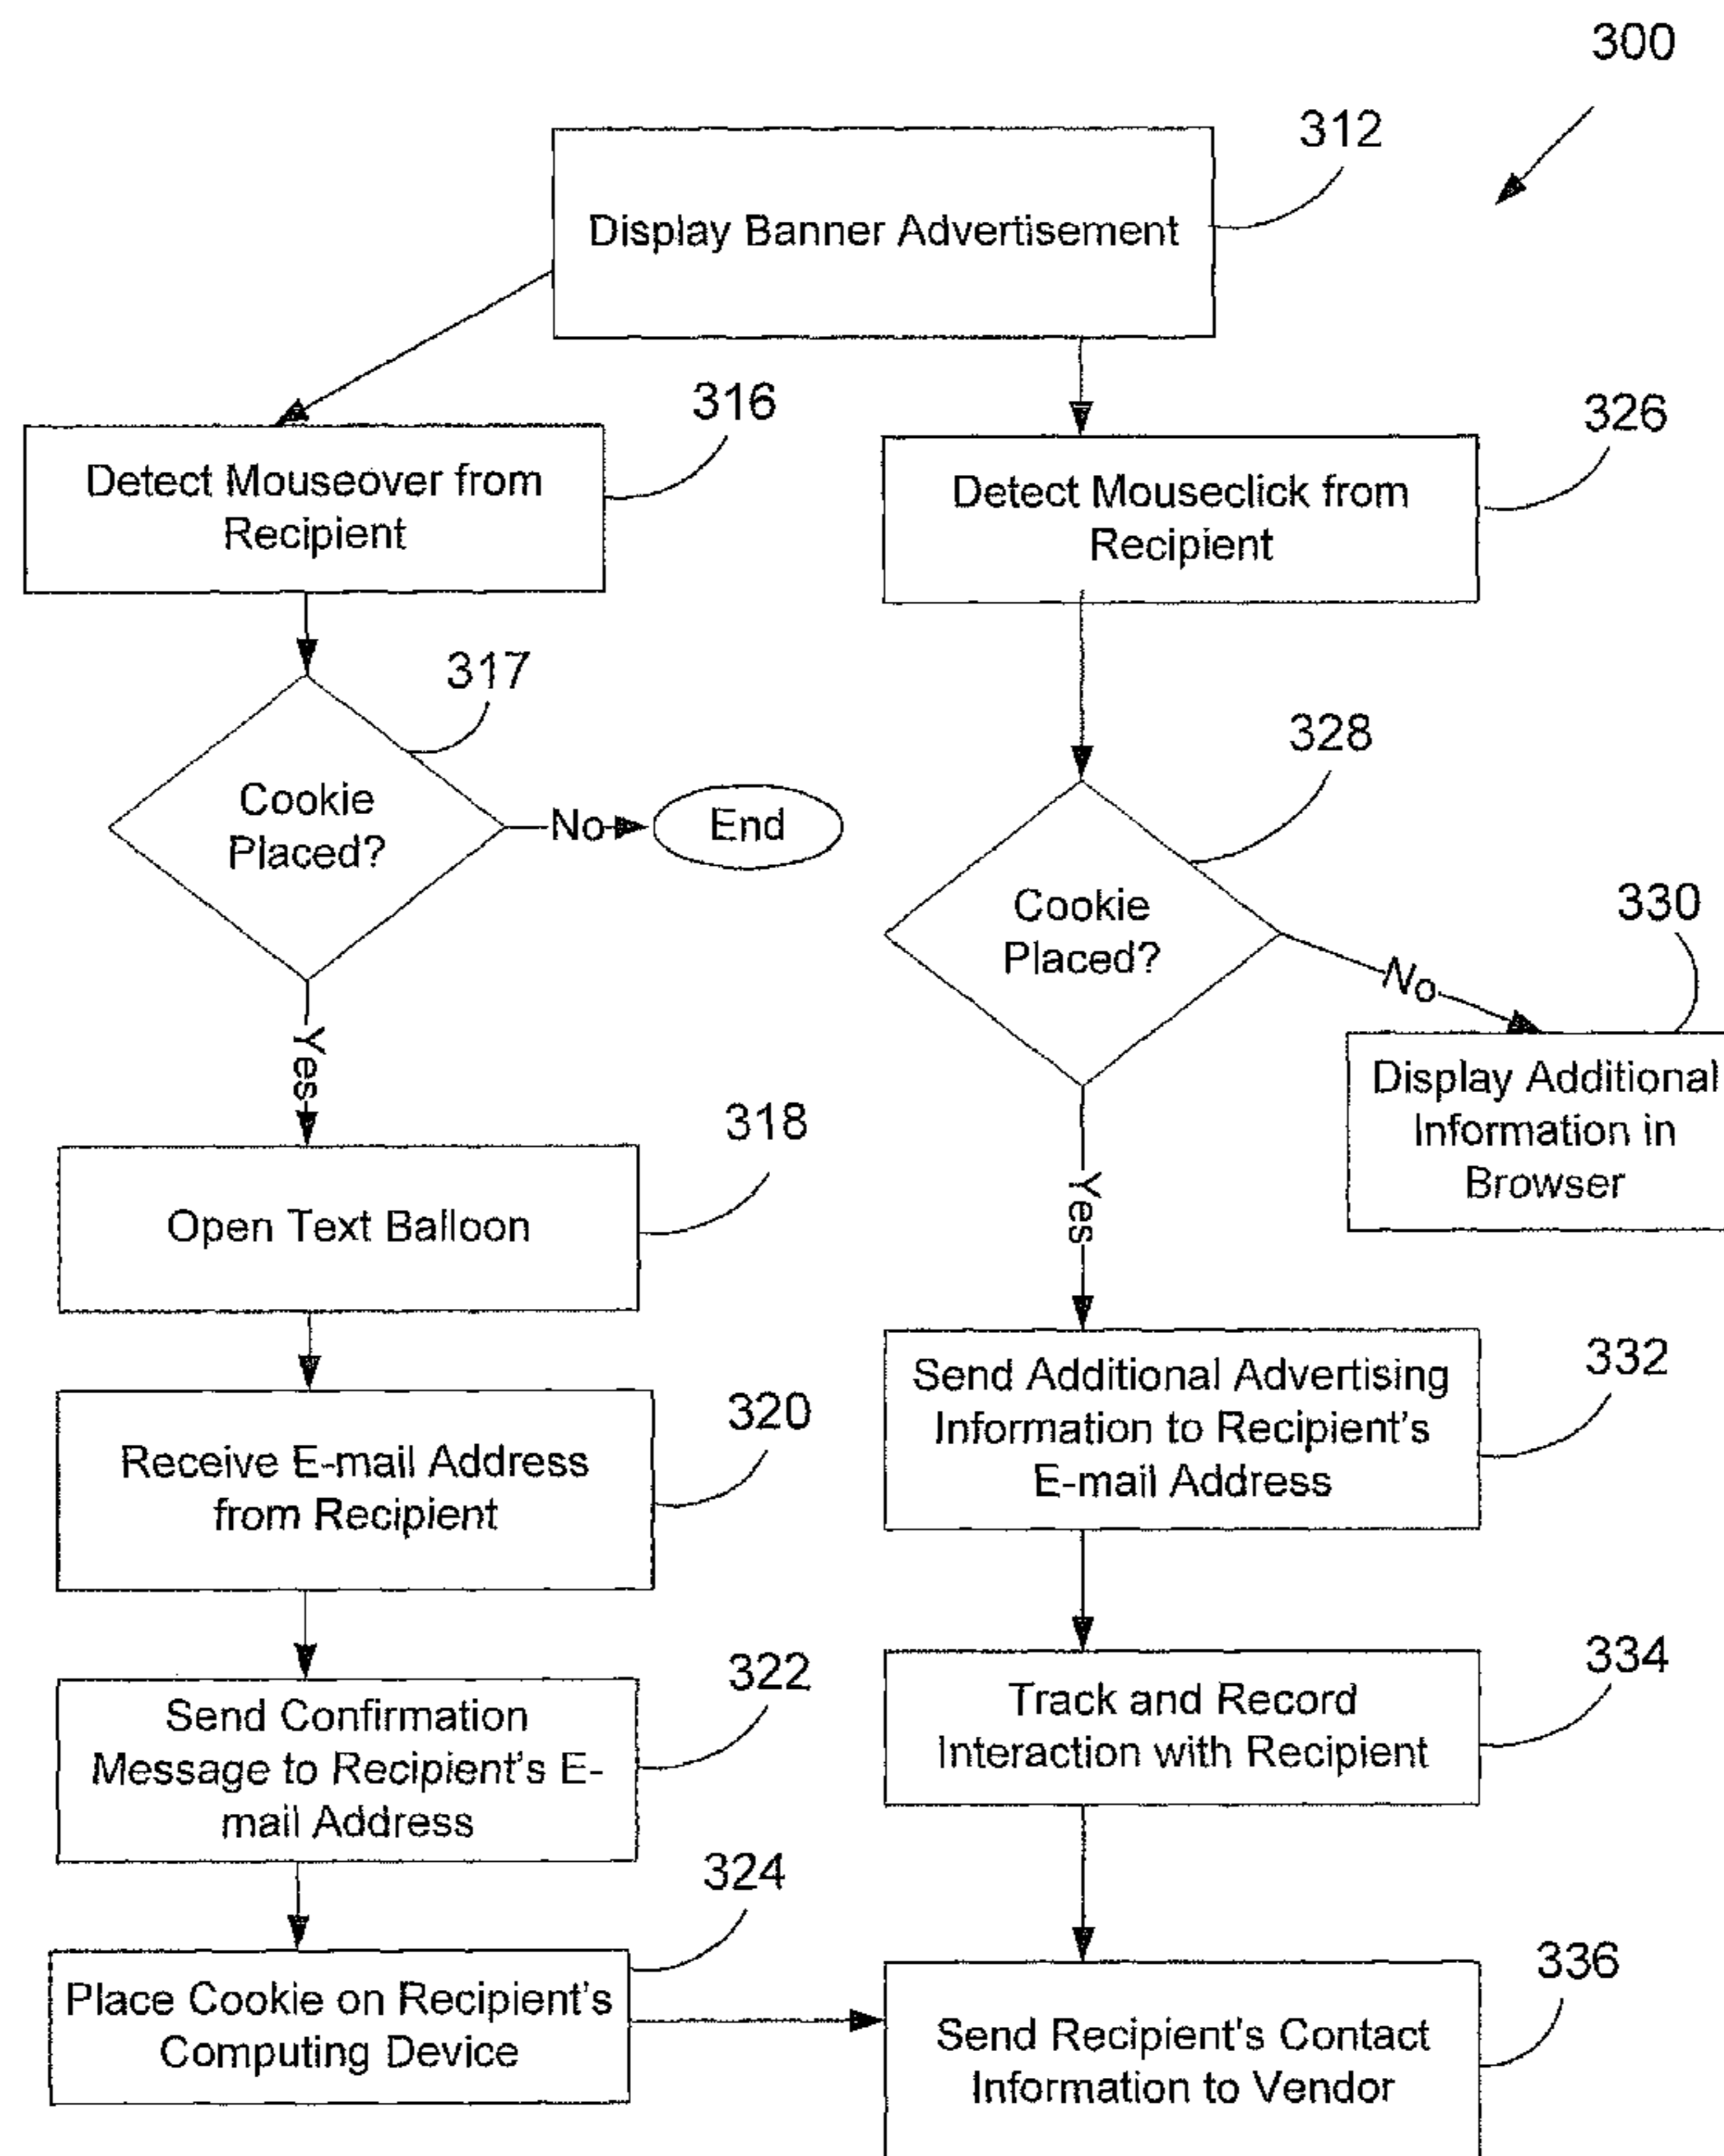 300
312
Display Banner Advertisement
316
Detect Mouseover from
Recipient
326
Detect Mouseclick from
Recipient
317
Cookie
Placed?
No
End
328
Cookie
Placed?
No
330
Display Additional
Information in
Browser
Yes
318
Open Text Balloon
Yes
332
Send Additional Advertising
Information to Recipient's
E-mail Address
320
Receive E-mail Address
from Recipient
322
Send Confirmation
Message to Recipient's E-
mail Address
334
Track and Record
Interaction with Recipient
324
Place Cookie on Recipient's
Computing Device
336
Send Recipient's Contact
Information to Vendor